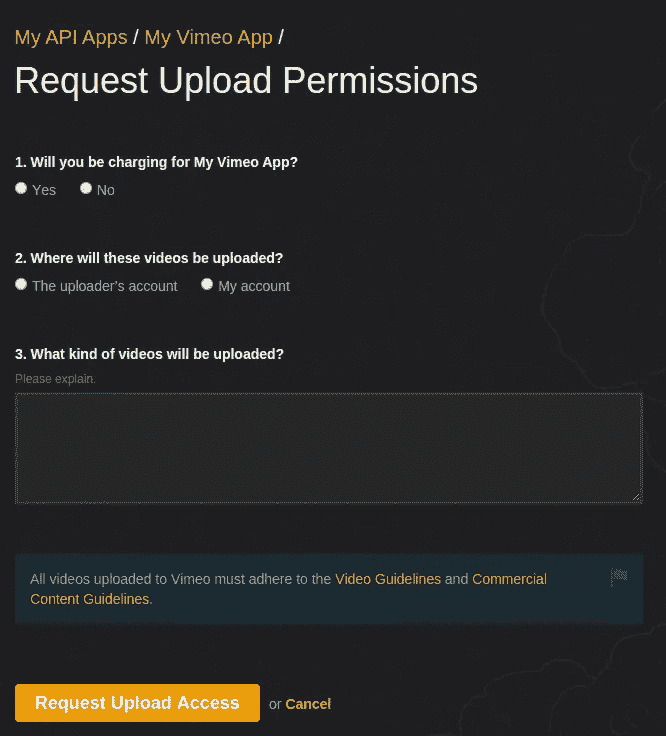 My API Apps / My Vimeo App /
Request Upload Permissions
1. Will you be charging for My Vimeo App?
Yes No
2. Where will these videos be uploaded?
The uploader's account My account
3. What kind of videos will be uploaded?
Please explain.
All videos uploaded to Vimeo must adhere to the Video Guidelines and Commercial
Content Guidelines.
Request Upload Access or Cancel